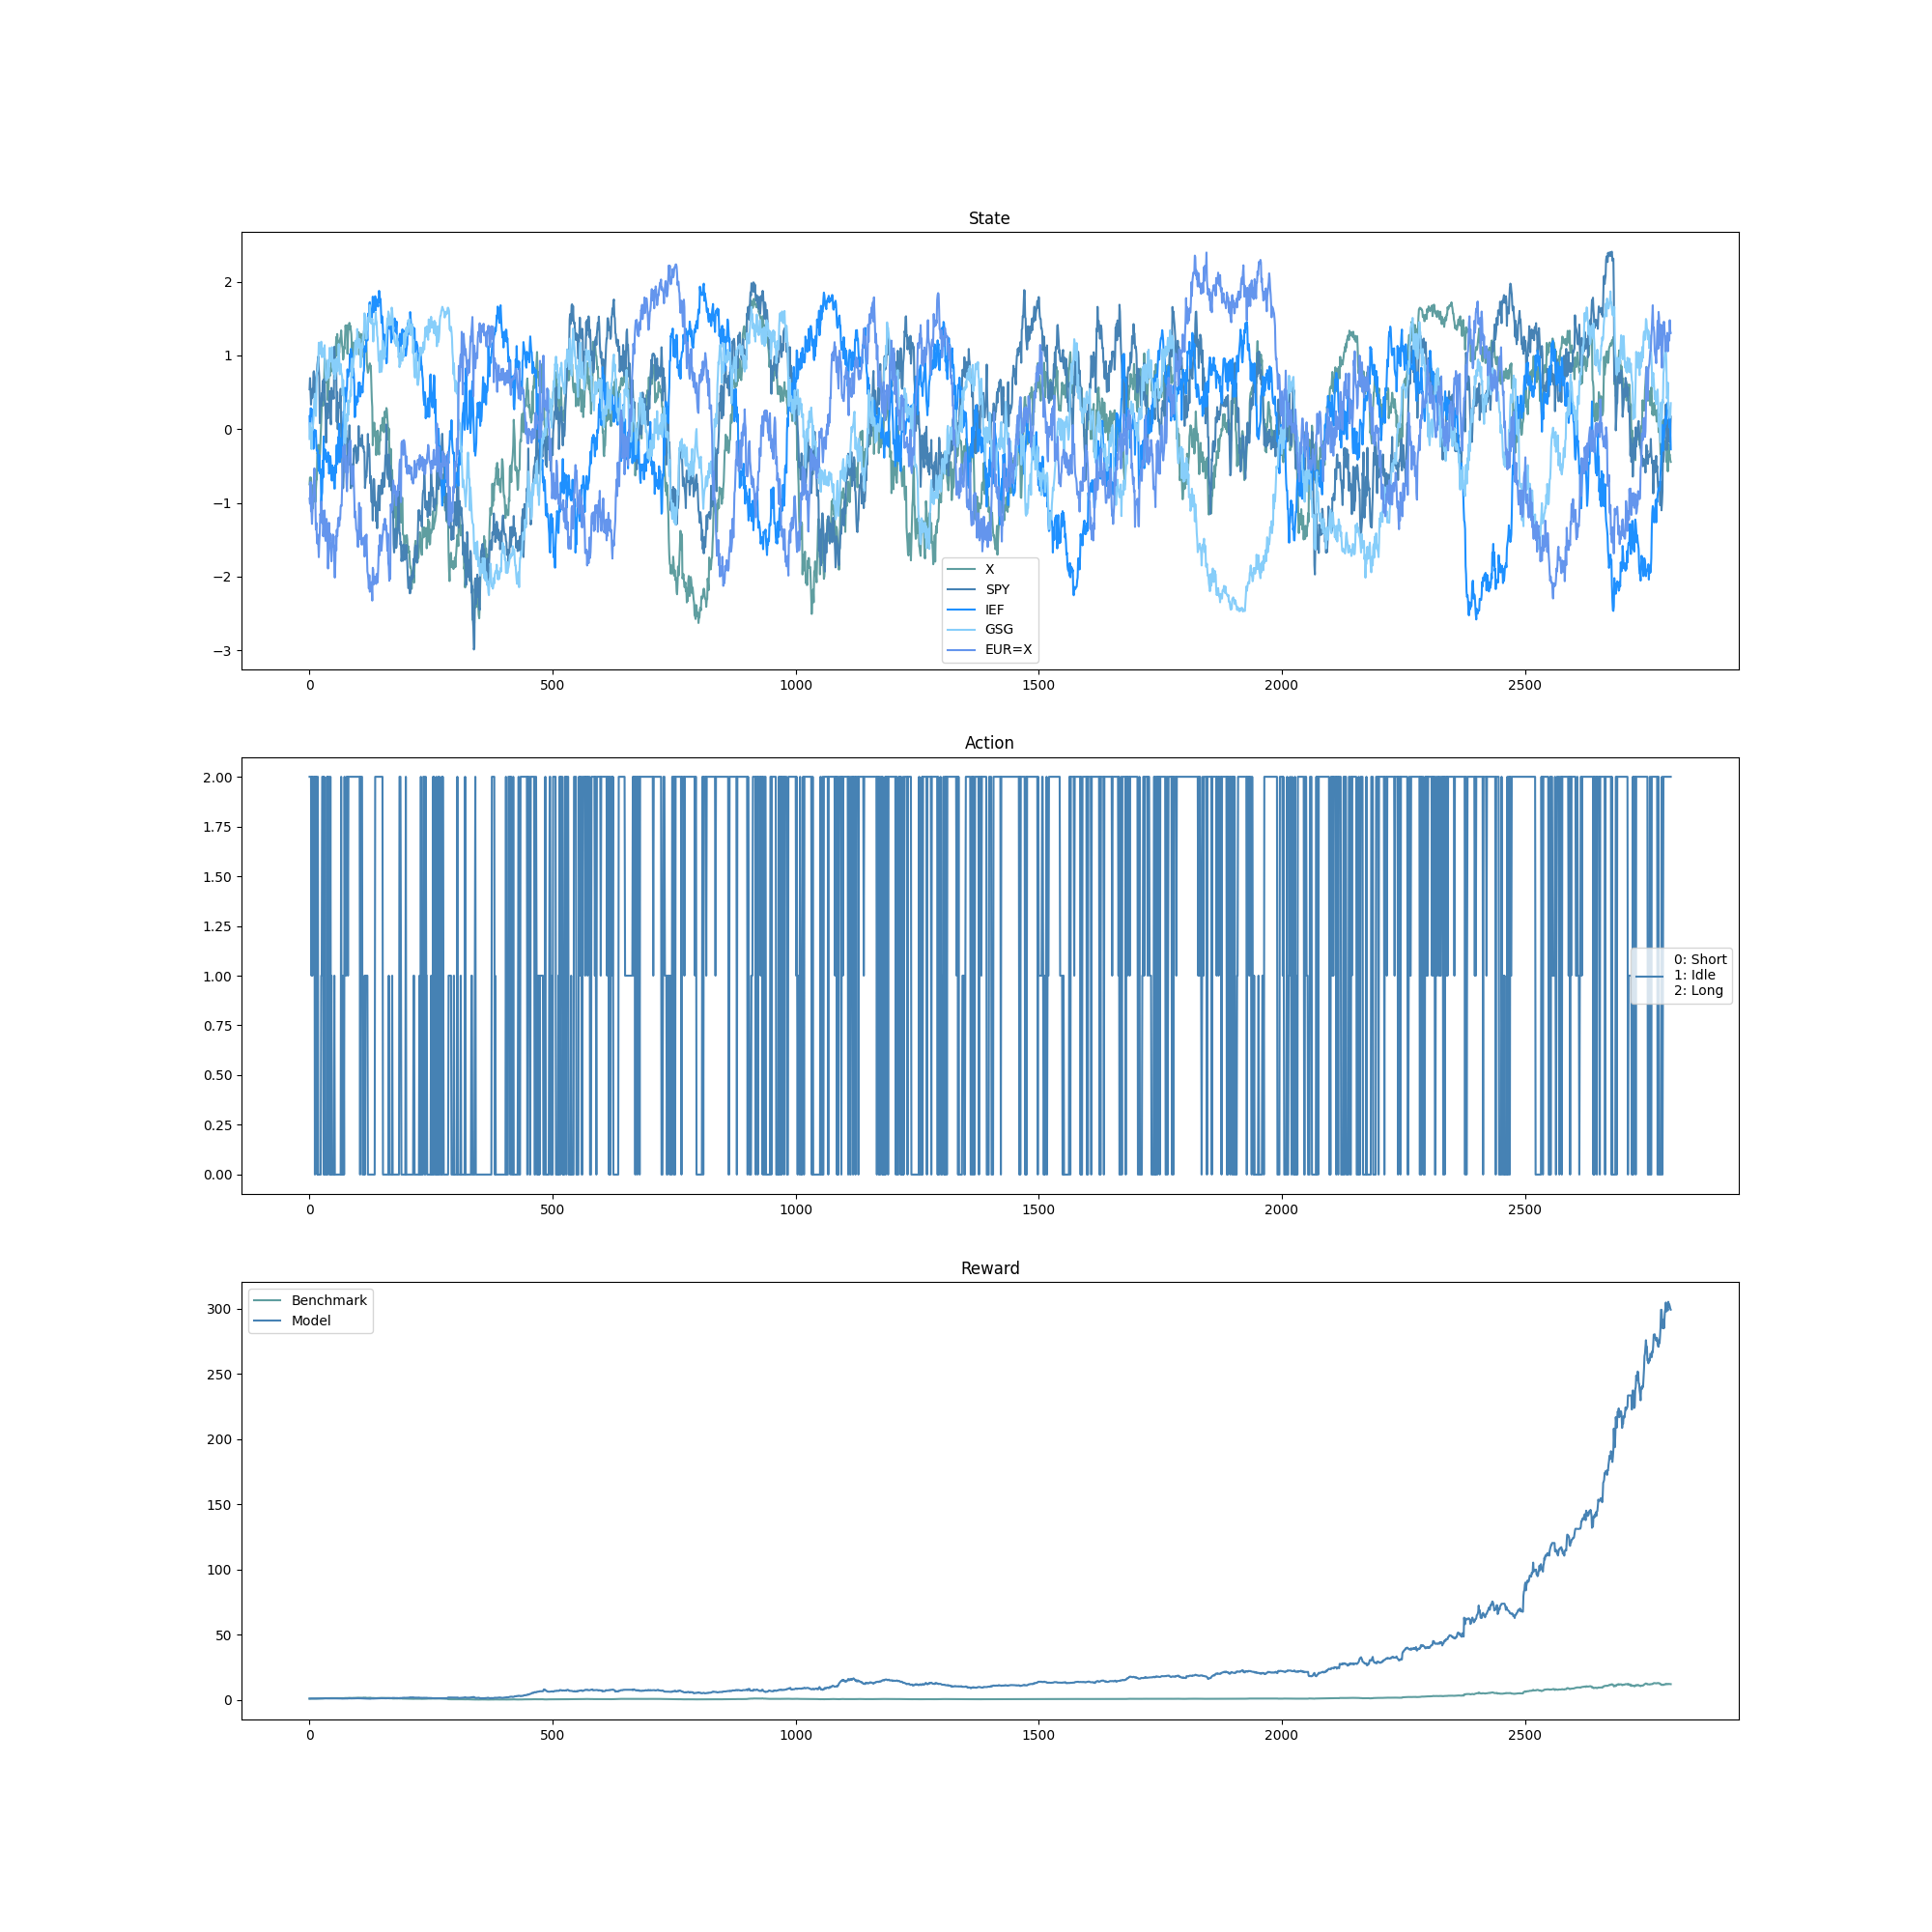 State
2
1
0
−1
−2
−3
X
SPY
IEF
GSG
EUR=X
0 500 1000 1500 2000 2500
Action
2.00
1.75
1.50
1.25
1.00
0.75
0.50
0.25
0.00
0: Short
1: Idle
2: Long
0 500 1000 1500 2000 2500
Reward
Benchmark
Model
300
250
200
150
100
50
0
0 500 1000 1500 2000 2500